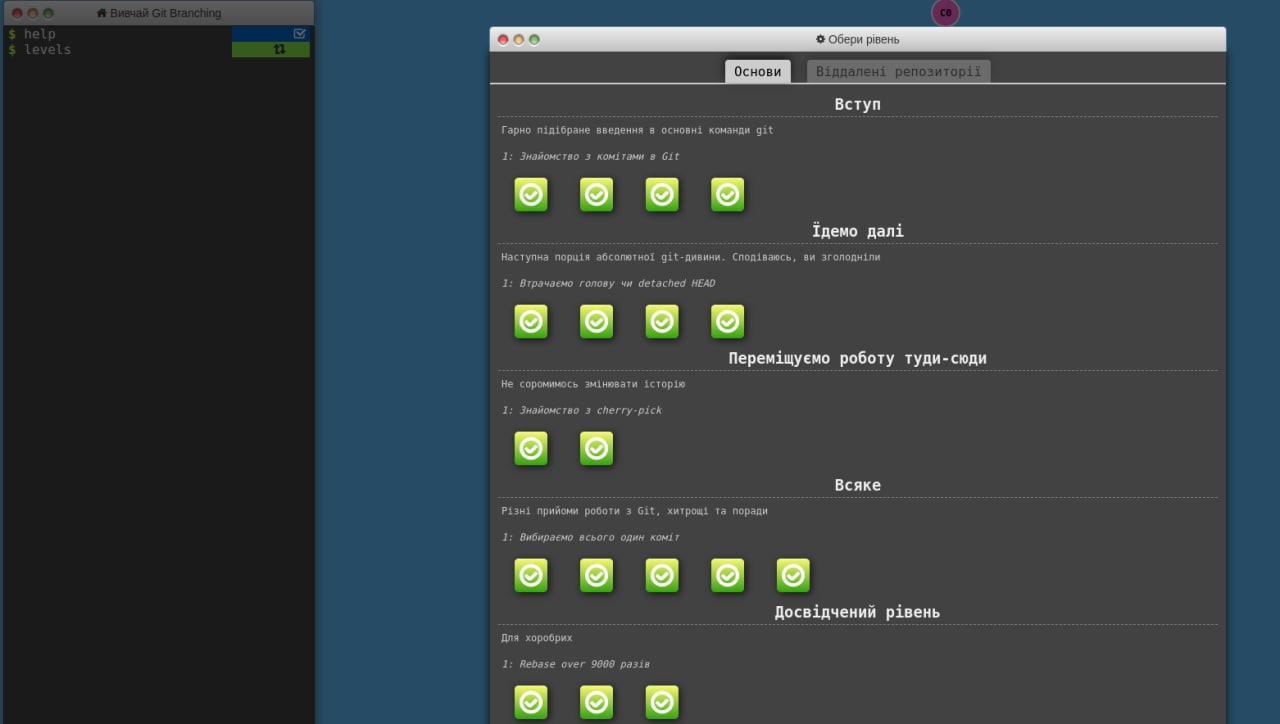 Вивчай Git Branching
$ help
$ levels
C0
Обери рівень
Основи
Віддалені репозиторії
Вступ
Гарно підібране введення в основні команди git
1: Знайомство з комітами в Git
Їдемо далі
Наступна порція абсолютної git-дивини. Сподіваюсь, ви зголодніли
1: Втрачаємо голову чи detached HEAD
Переміщуємо роботу туди-сюди
Не соромимось змінювати історію
1: Знайомство з cherry-pick
Всяке
Різні прийоми роботи з Git, хитрощі та поради
1: Вибираємо всього один коміт
Досвідчений рівень
Для хоробрих
1: Rebase over 9000 разів